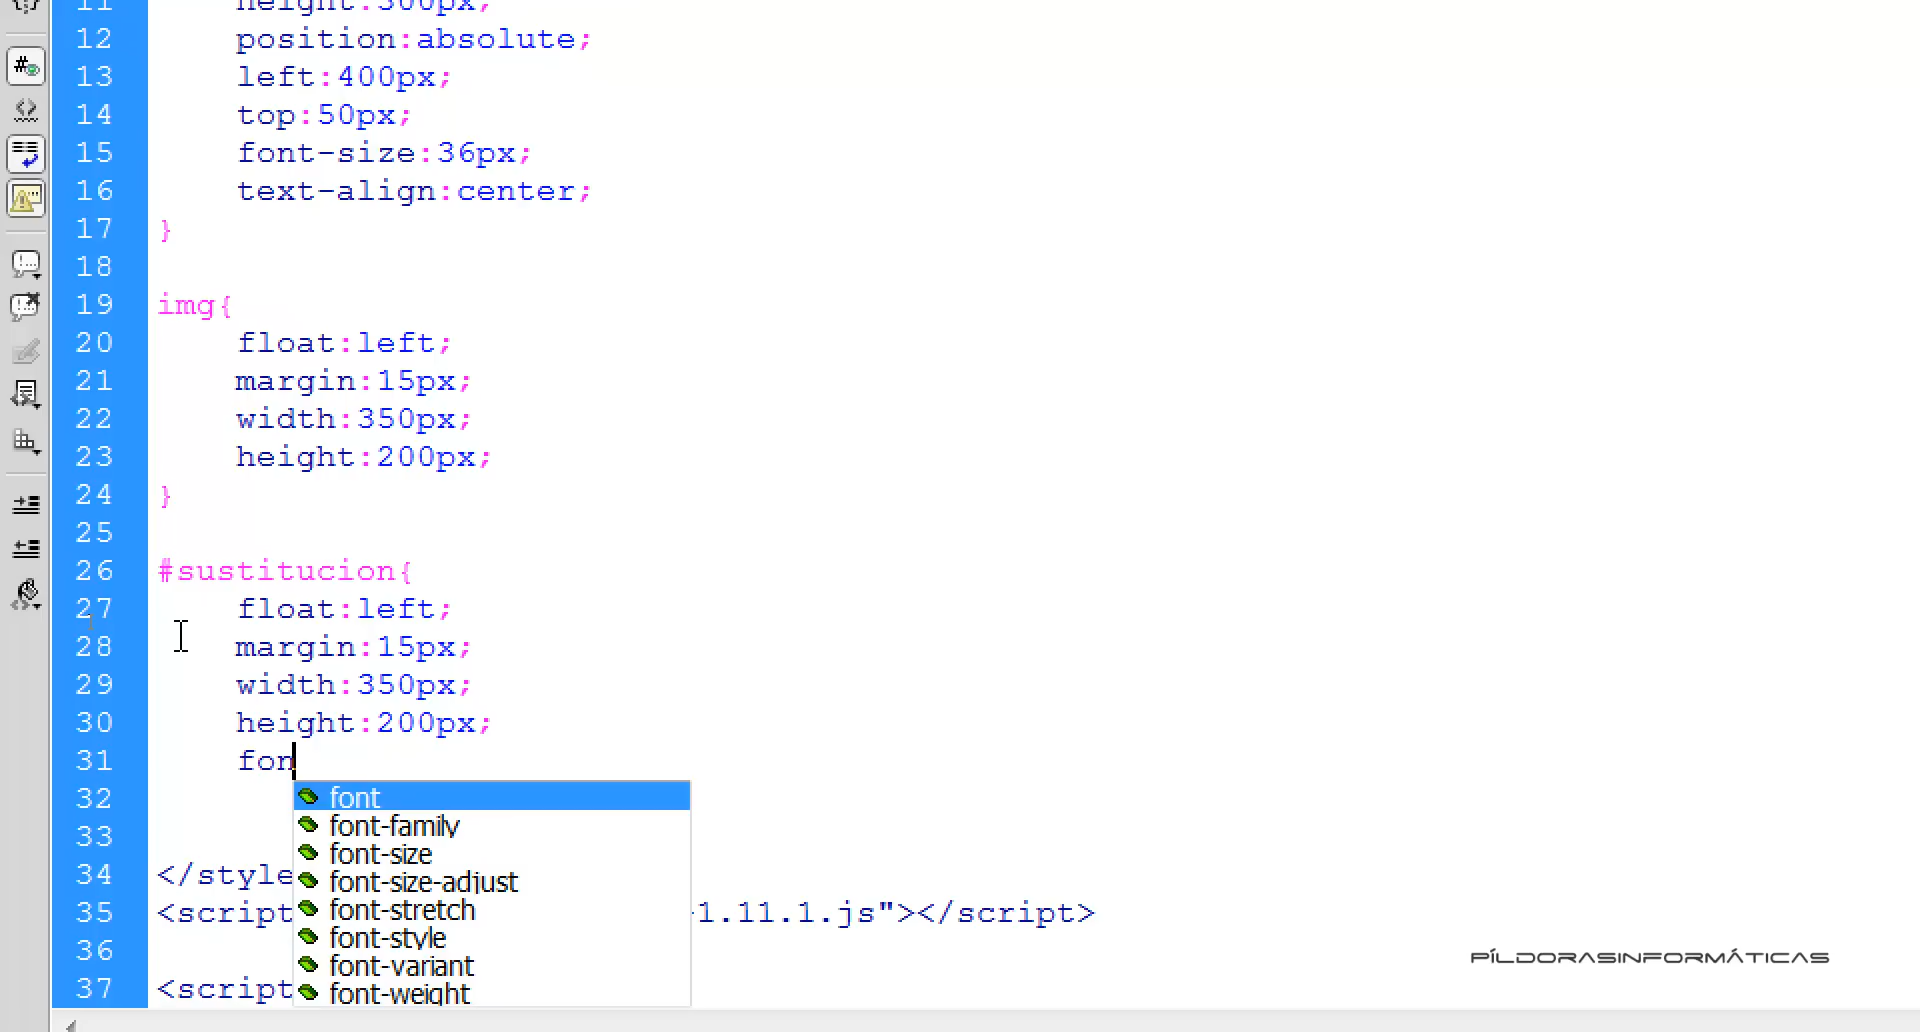 11 height:300px;
12 position:absolute;
13 left:400px;
14 top:50px;
15 font-size:36px;
16 text-align:center;
17 }
18
19 img{
20 float:left;
21 margin:15px;
22 width:350px;
23 height:200px;
24 }
25
26 #sustitucion{
27 float:left;
28 margin:15px;
29 width:350px;
30 height:200px;
31 fon
32 font
font-family
33 font-size
34 </style font-size-adjust
35 <script font-stretch -1.11.1.js"></script>
font-style
36 font-variant
PÍLDORASINFORMÁTICAS
37 <script font-weight